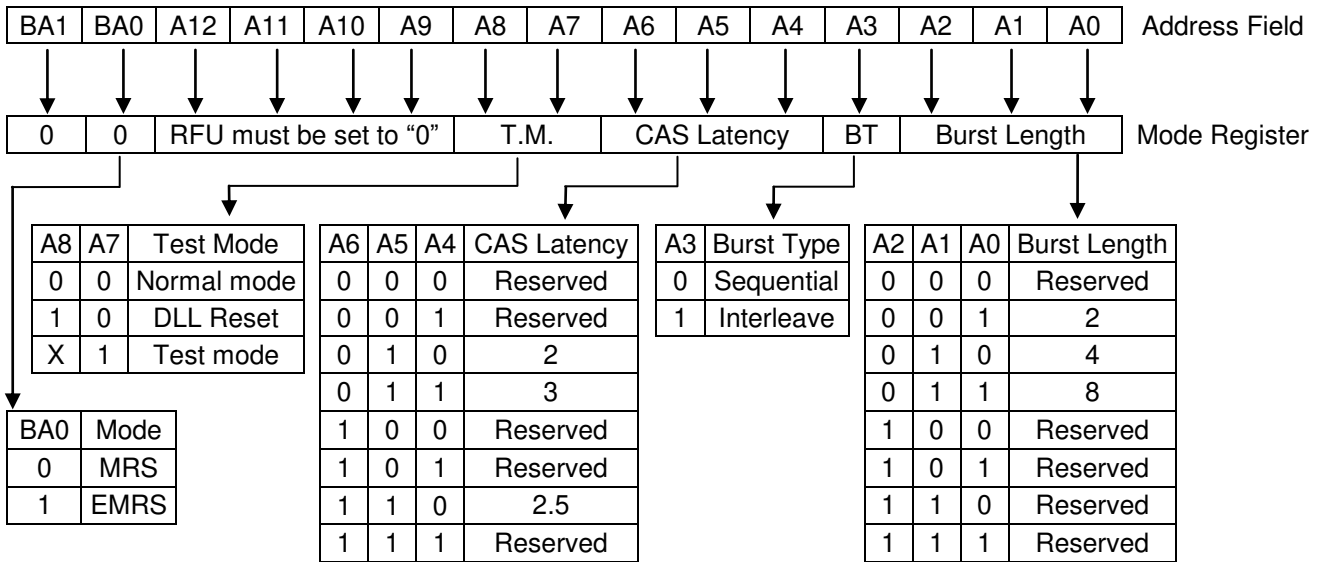 BA1 BA0 A12 A11 A10 A9 A8 A7 A6 A5 A4 A3 A2 A1 A0 Address Field
0 0 RFU must be set to “0” T.M. CAS Latency BT Burst Length Mode Register
A8 A7 Test Mode
0 0 Normal mode
1 0 DLL Reset
X 1 Test mode
A6 A5 A4 CAS Latency
0 0 0 Reserved
0 0 1 Reserved
0 1 0 2
0 1 1 3
1 0 0 Reserved
1 0 1 Reserved
1 1 0 2.5
1 1 1 Reserved
A3 Burst Type
0 Sequential
1 Interleave
A2 A1 A0 Burst Length
0 0 0 Reserved
0 0 1 2
0 1 0 4
0 1 1 8
1 0 0 Reserved
1 0 1 Reserved
1 1 0 Reserved
1 1 1 Reserved
BA0 Mode
0 MRS
1 EMRS